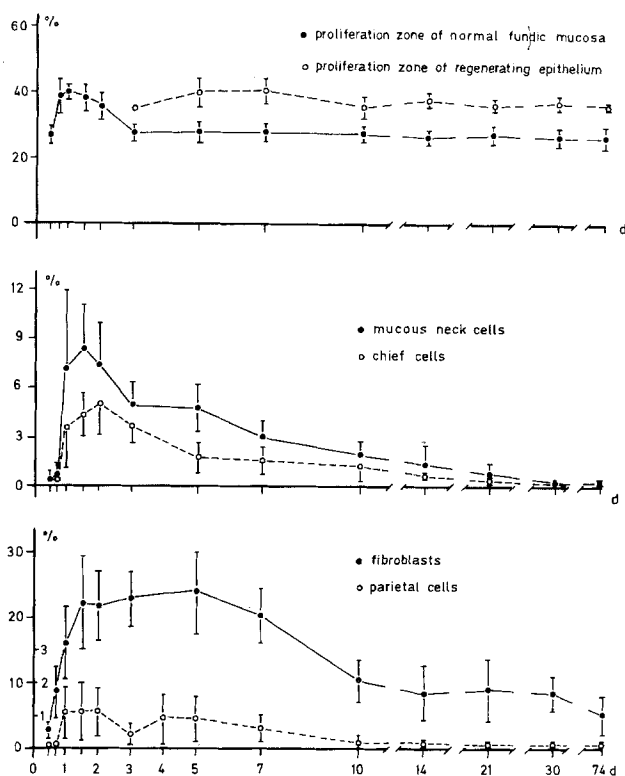 %
60
● proliferation zone of normal fundic mucosa
○ proliferation zone of regenerating epithelium
40
20
0
d
%
12
● mucous neck cells
○ chief cells
9
6
3
0
d
%
30
● fibroblasts
○ parietal cells
20
3
2
10
1
0
0 1 2 3 4 5 7 10 14 21 30 74 d